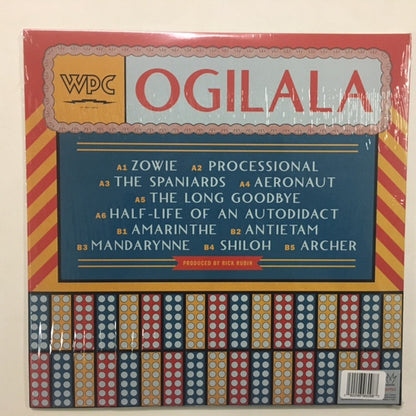 WPC
OGILALA
A1 ZOWIE A2 PROCESSIONAL
A3 THE SPANIARDS A4 AERONAUT
A5 THE LONG GOODBYE
A6 HALF-LIFE OF AN AUTODIDACT
B1 AMARINTHE B2 ANTIETAM
B3 MANDARYNNE B4 SHILOH B5 ARCHER
PRODUCED BY RICK RUBIN